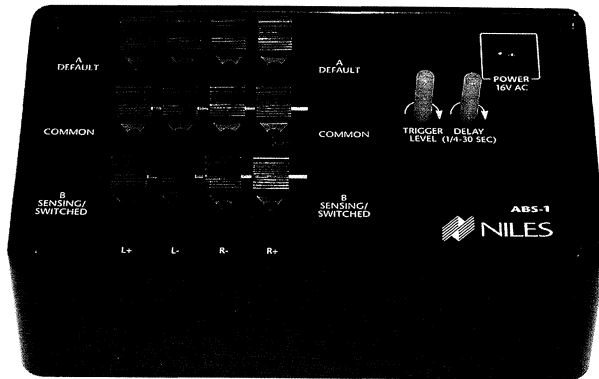 A
DEFAULT
A
DEFAULT
POWER
16V AC
COMMON
COMMON
TRIGGER
LEVEL
DELAY
(1/4-30 SEC)
B
SENSING/
SWITCHED
B
SENSING/
SWITCHED
ABS-1
NILES
L+ L- R- R+